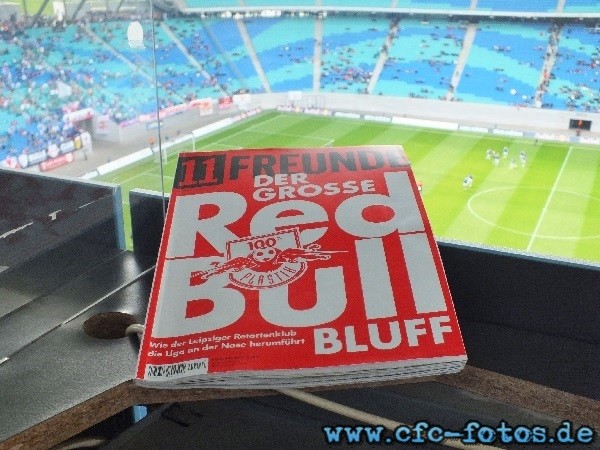 11 FREUNDE
DER
GROSSE
Red
Bull
100%
PLASTIK
BLUFF
Wie der Leipziger Retortenklub
die Liga an der Nase herumführt
www.cfc-fotos.de